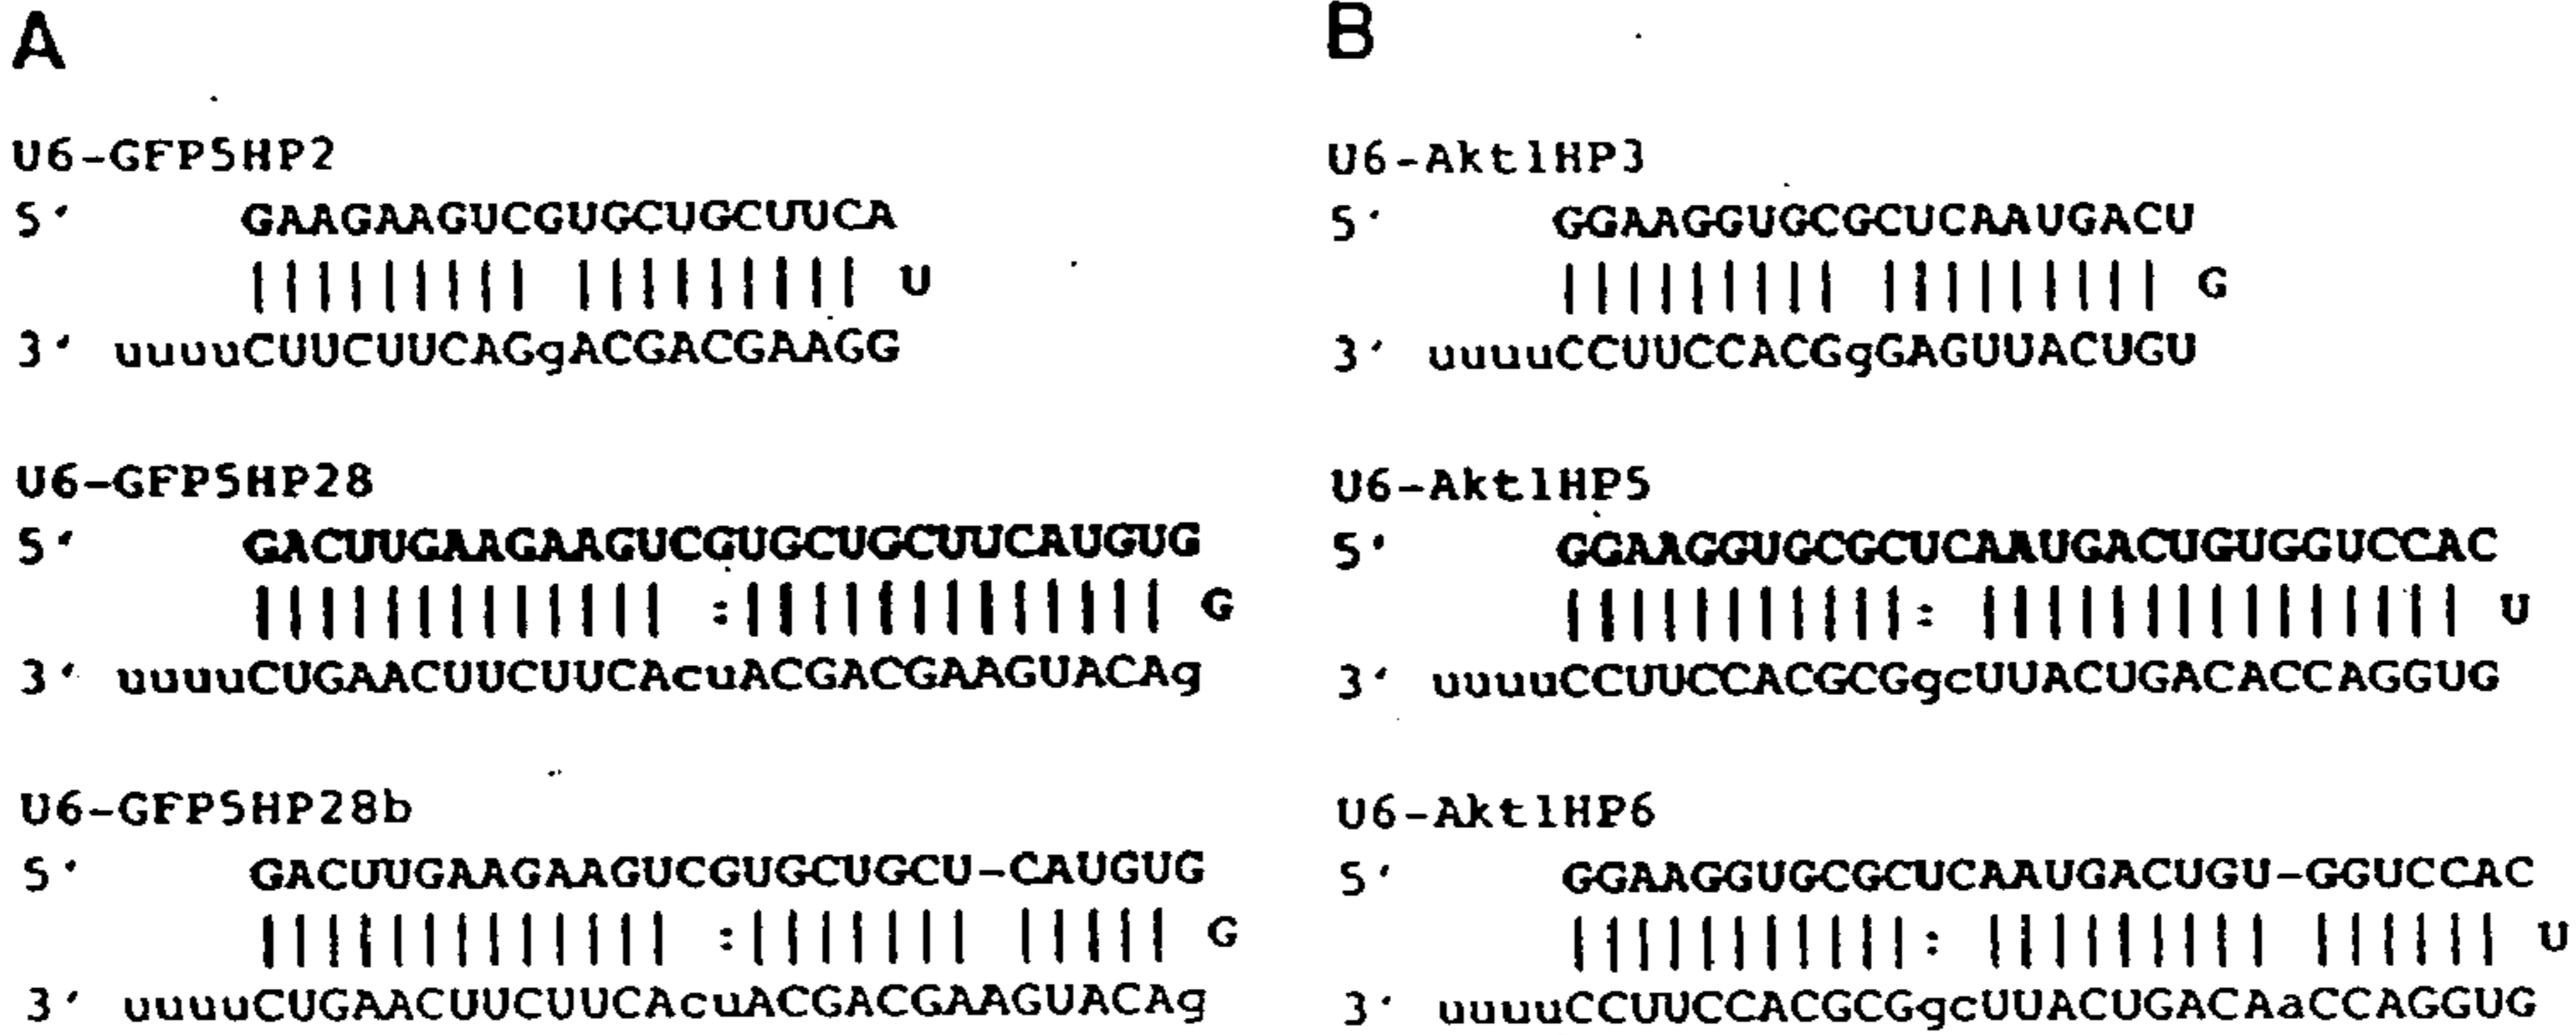 A
U6-GFP5HP2
5' GAAGAAGUCGUGCUGCUUCA
||||||||| ||||||||| U
3' uuuuCUUCUUCAGgACGACGAAGG
U6-GFP5HP28
5' GACUUGAAGAAGUCGUGCUGCUUCAUGUG
||||||||||||| :||||||||||||| G
3' uuuuCUGAACUUCUUCAcuACGACGAAGUACAg
U6-GFP5HP28b
5' GACUUGAAGAAGUCGUGCUGCU-CAUGUG
||||||||||||| :||||||| ||||| G
3' uuuuCUGAACUUCUUCAcuACGACGAAGUACAg
B
U6-Akt1HP3
5' GGAAGGUGCGCUCAAUGACU
||||||||| ||||||||| G
3' uuuuCCUUCCACGgGAGUUACUGU
U6-Akt1HP5
5' GGAAGGUGCGCUCAAUGACUGUGGUCCAC
|||||||||||: ||||||||||||||| U
3' uuuuCCUUCCACGCGgcUUACUGACACCAGGUG
U6-Akt1HP6
5' GGAAGGUGCGCUCAAUGACUGU-GGUCCAC
|||||||||||: ||||||||| |||||| U
3' uuuuCCUUCCACGCGgcUUACUGACAaCCAGGUG